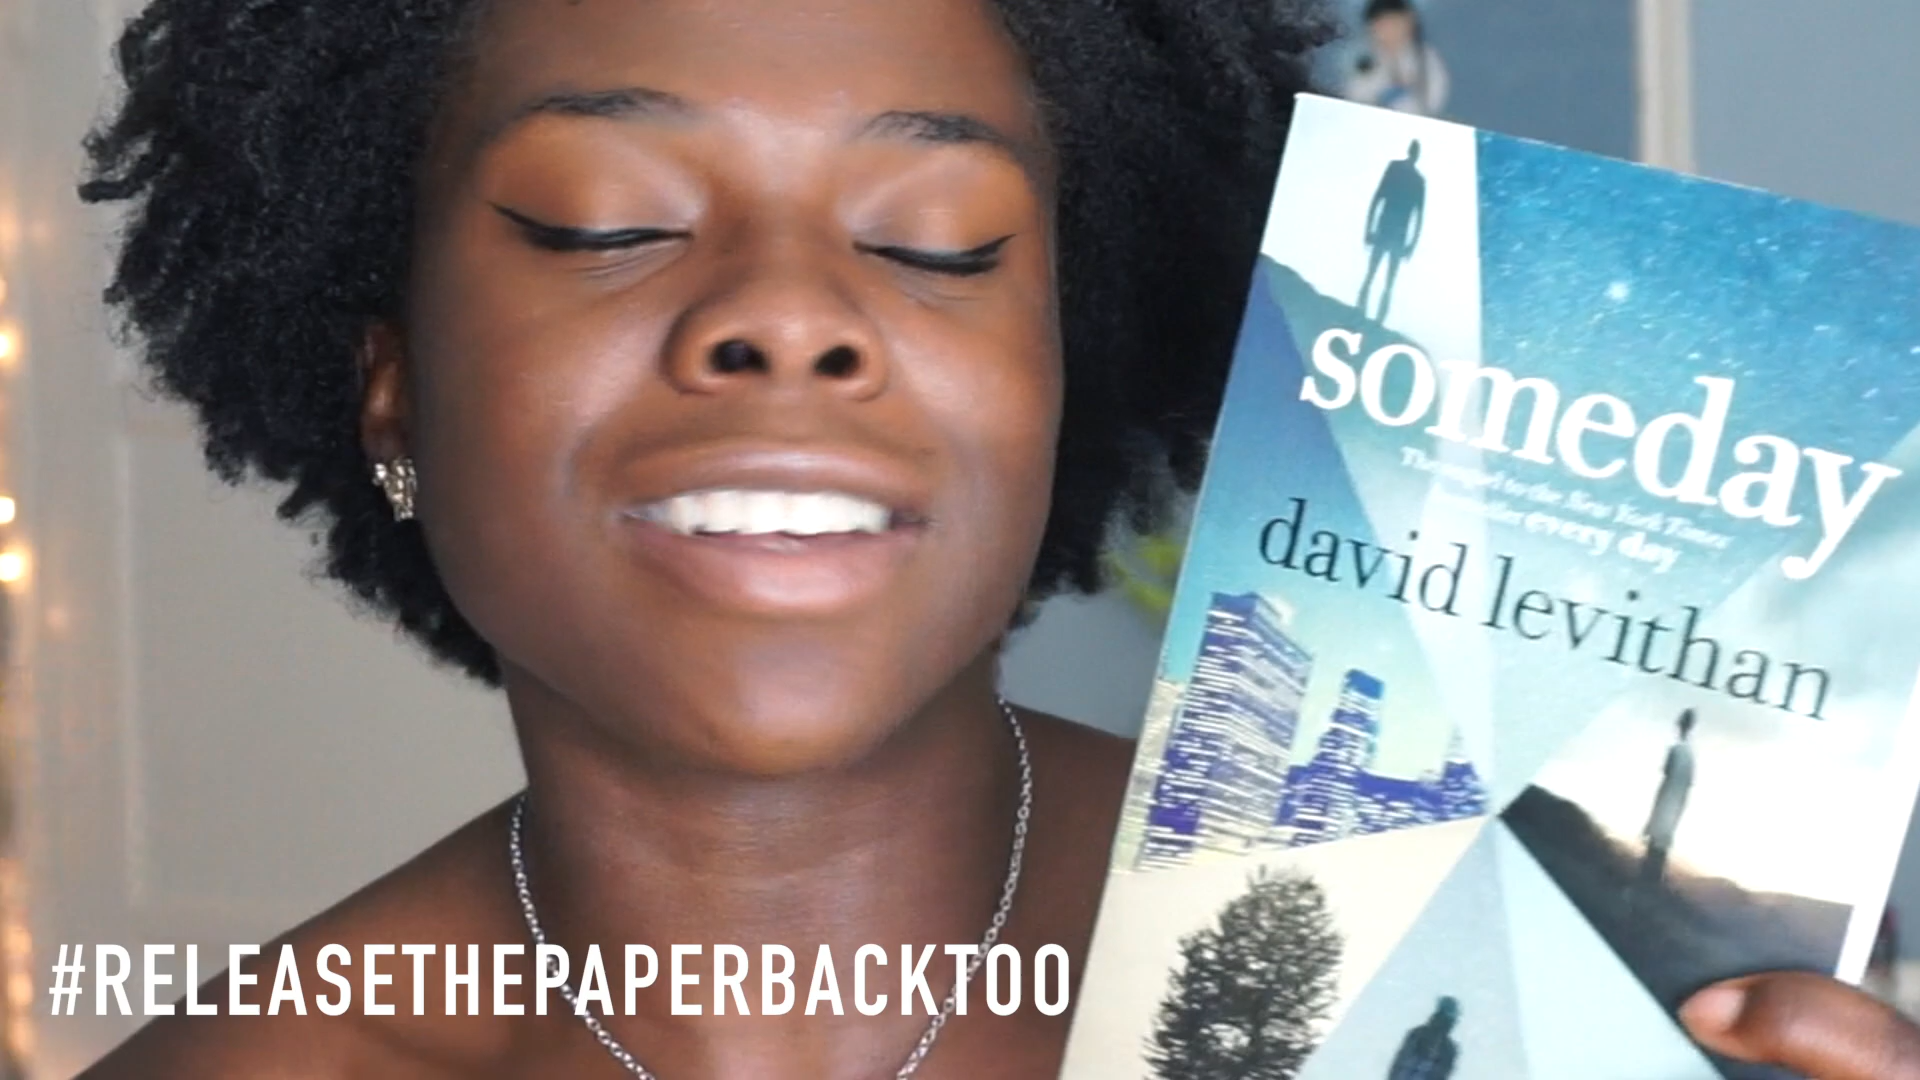 someday
The sequel to the New York Times
bestseller every day
david levithan
#RELEASETHEPAPERBACKTOO